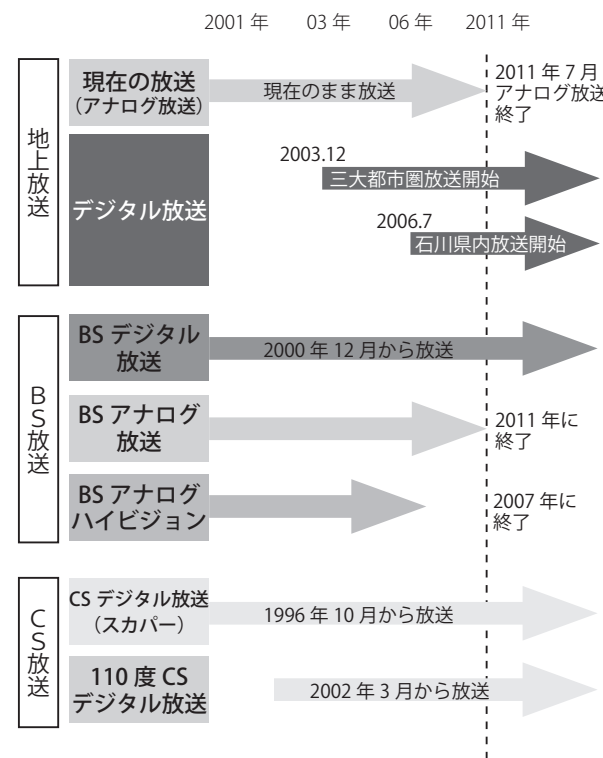 2001 年 03 年 06 年 2011 年
地上放送
現在の放送
（アナログ放送）
現在のまま放送
2011 年 7 月
アナログ放送
終了
デジタル放送
2003.12
三大都市圏放送開始
2006.7
石川県内放送開始
BS放送
BS デジタル
放送
2000 年 12 月から放送
BS アナログ
放送
2011 年に
終了
BS アナログ
ハイビジョン
2007 年に
終了
CS放送
CS デジタル放送
（スカパー）
1996 年 10 月から放送
110 度 CS
デジタル放送
2002 年 3 月から放送